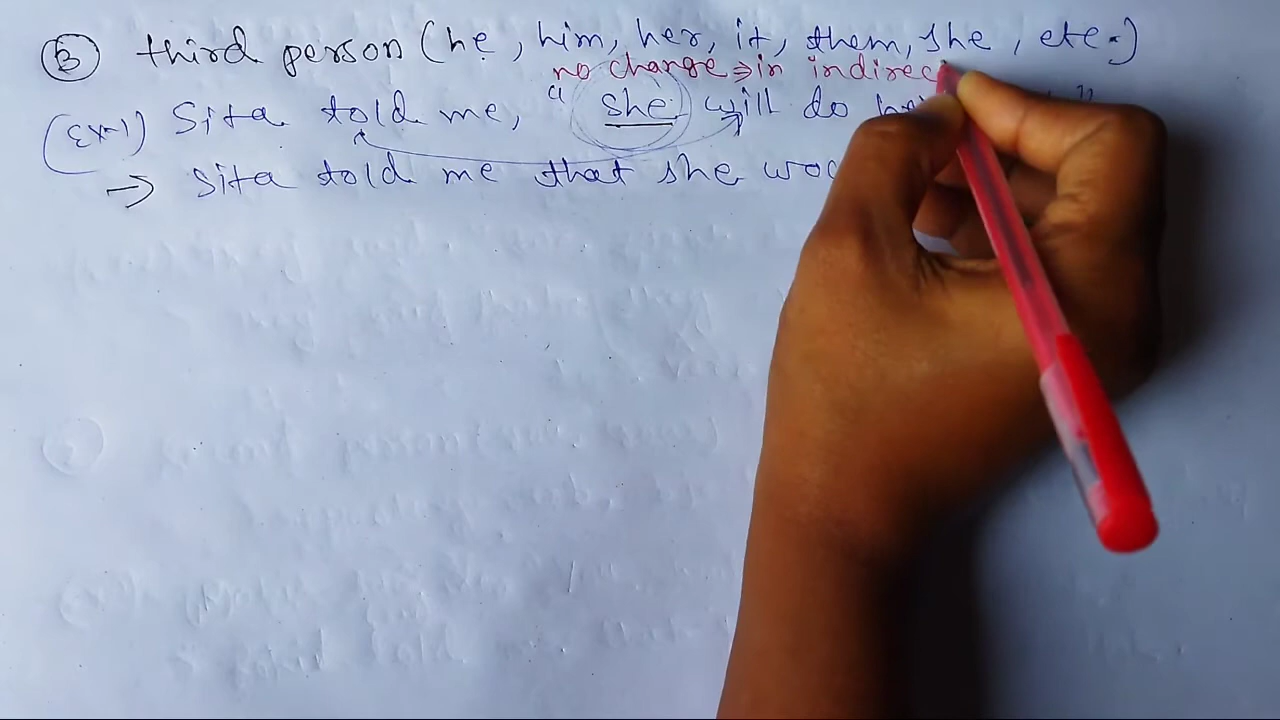 ③ third person (he, him, her, it, them, she, etc.)
no change ⇒ in indirec
(Ex-1) Sita told me, "she will do
→ Sita told me that she